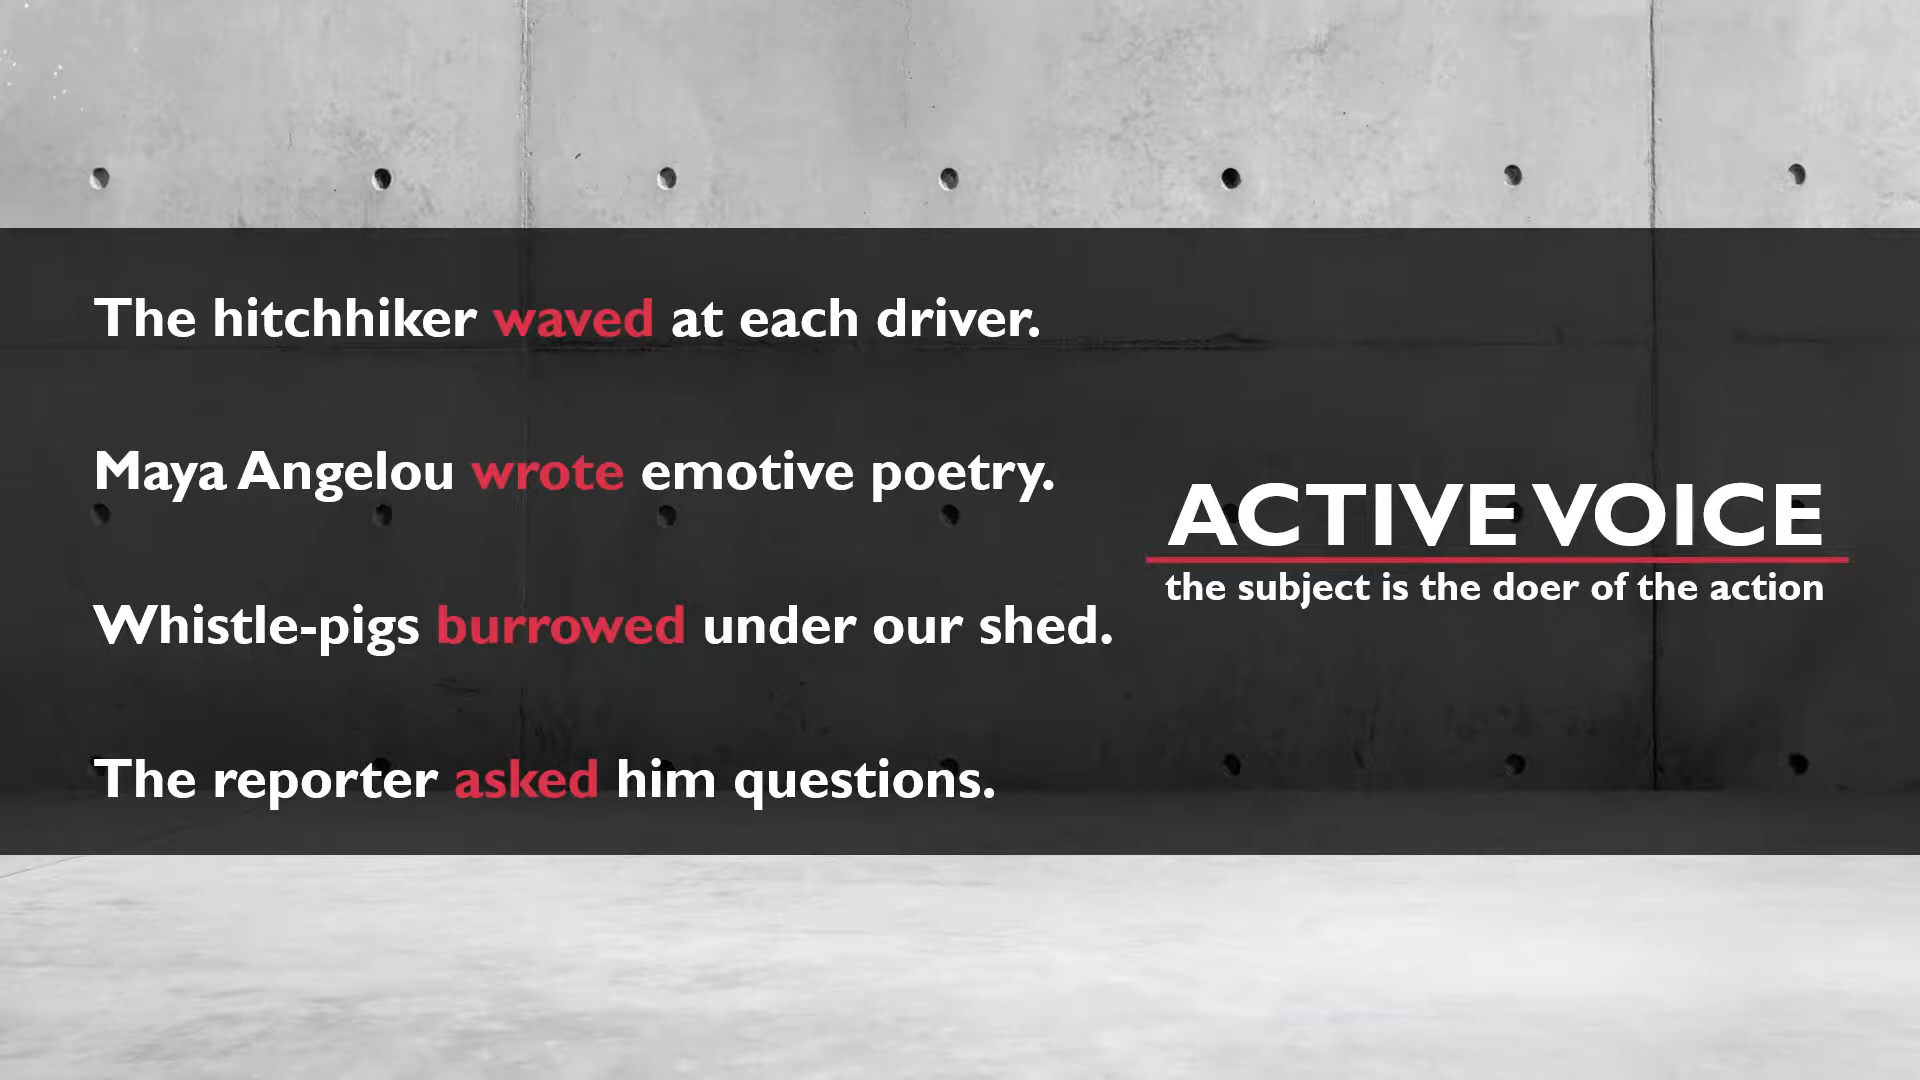 The hitchhiker waved at each driver.
Maya Angelou wrote emotive poetry.
Whistle-pigs burrowed under our shed.
The reporter asked him questions.
ACTIVE VOICE
the subject is the doer of the action